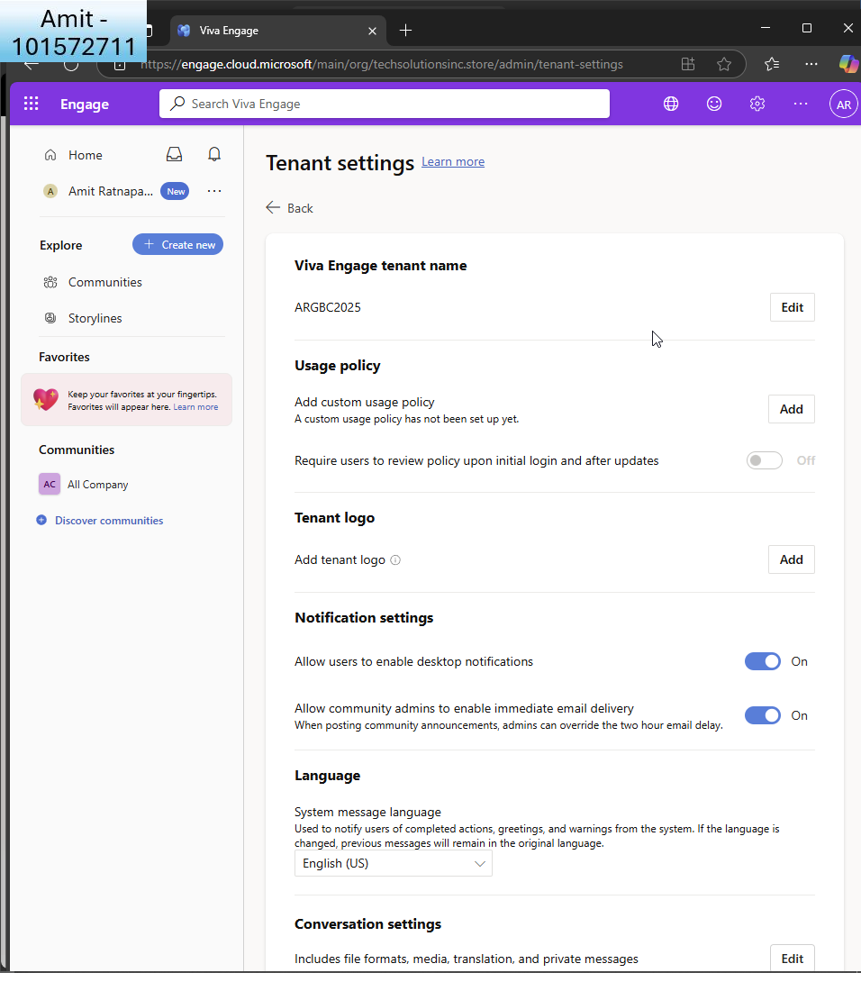 Amit -
101572711
Viva Engage
https://engage.cloud.microsoft/main/org/techsolutionsinc.store/admin/tenant-settings
Engage
Search Viva Engage
AR
Home
A
Amit Ratnapa...
New
Explore
Create new
Communities
Storylines
Favorites
Keep your favorites at your fingertips.
Favorites will appear here. Learn more
Communities
AC
All Company
Discover communities
Tenant settings
Learn more
Back
Viva Engage tenant name
ARGBC2025
Edit
Usage policy
Add custom usage policy
A custom usage policy has not been set up yet.
Add
Require users to review policy upon initial login and after updates
Off
Tenant logo
Add tenant logo
Add
Notification settings
Allow users to enable desktop notifications
On
Allow community admins to enable immediate email delivery
When posting community announcements, admins can override the two hour email delay.
On
Language
System message language
Used to notify users of completed actions, greetings, and warnings from the system. If the language is
changed, previous messages will remain in the original language.
English (US)
Conversation settings
Includes file formats, media, translation, and private messages
Edit